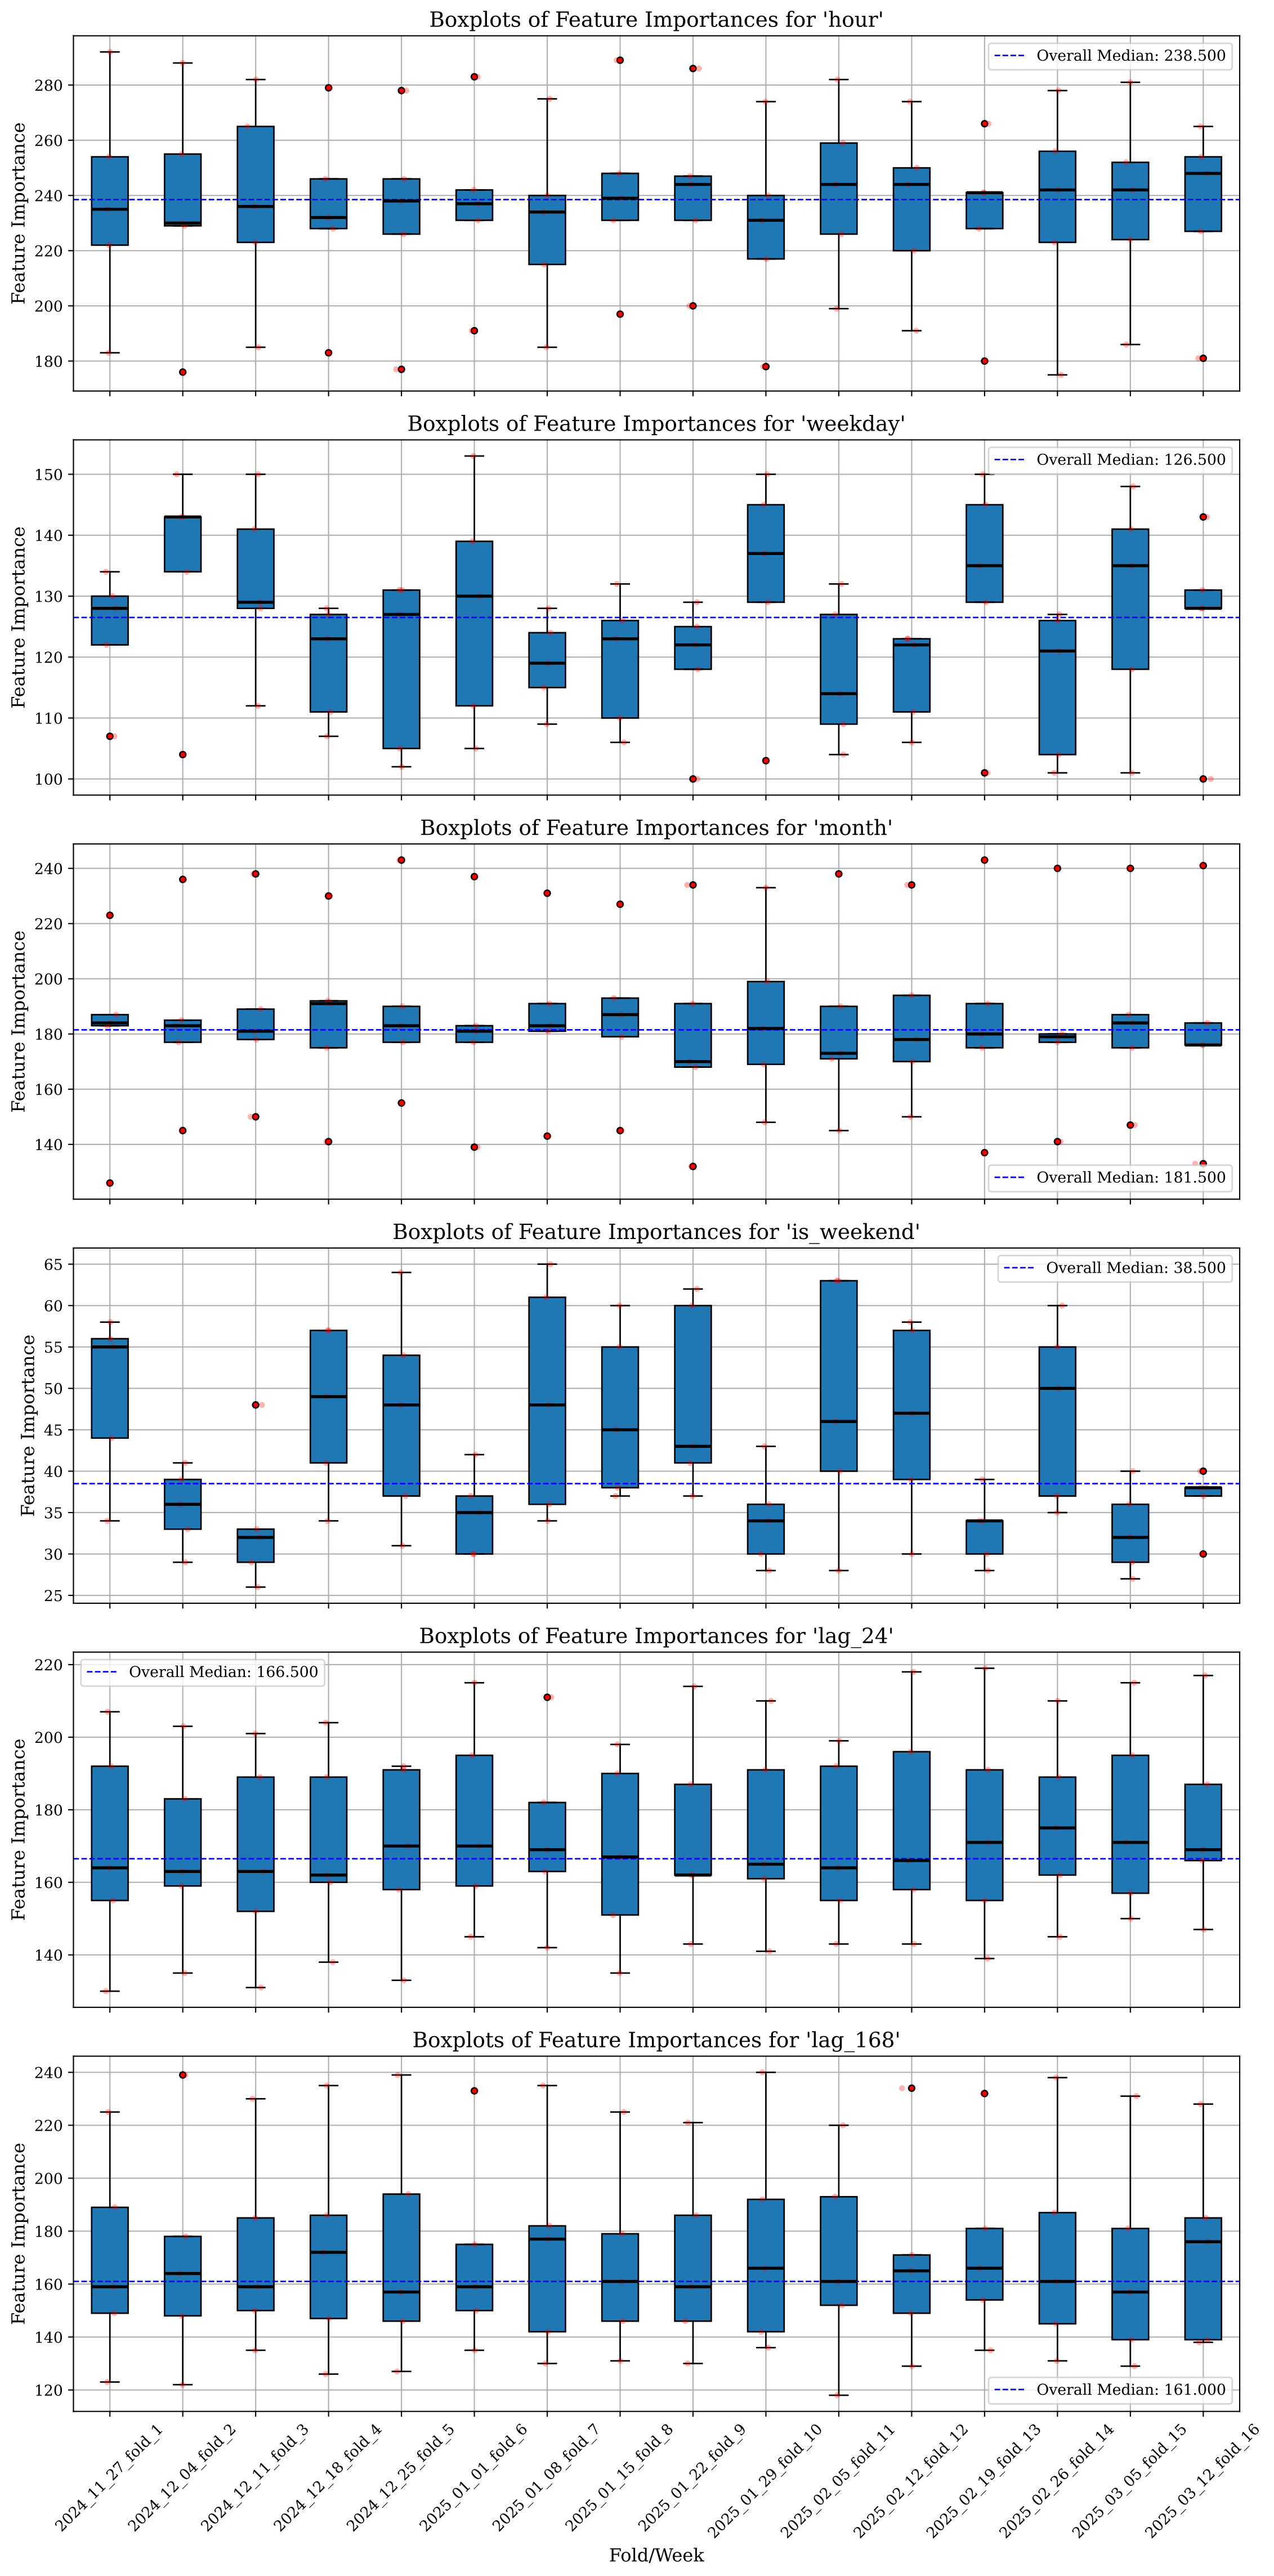 Boxplots of Feature Importances for 'hour'
Feature Importance
280
260
240
220
200
180
Overall Median: 238.500
Boxplots of Feature Importances for 'weekday'
Feature Importance
150
140
130
120
110
100
Overall Median: 126.500
Boxplots of Feature Importances for 'month'
Feature Importance
240
220
200
180
160
140
Overall Median: 181.500
Boxplots of Feature Importances for 'is_weekend'
Feature Importance
65
60
55
50
45
40
35
30
25
Overall Median: 38.500
Boxplots of Feature Importances for 'lag_24'
Feature Importance
220
200
180
160
140
Overall Median: 166.500
Boxplots of Feature Importances for 'lag_168'
Feature Importance
240
220
200
180
160
140
120
Overall Median: 161.000
2024_11_27_fold_1
2024_12_04_fold_2
2024_12_11_fold_3
2024_12_18_fold_4
2024_12_25_fold_5
2025_01_01_fold_6
2025_01_08_fold_7
2025_01_15_fold_8
2025_01_22_fold_9
2025_01_29_fold_10
2025_02_05_fold_11
2025_02_12_fold_12
2025_02_19_fold_13
2025_02_26_fold_14
2025_03_05_fold_15
2025_03_12_fold_16
Fold/Week